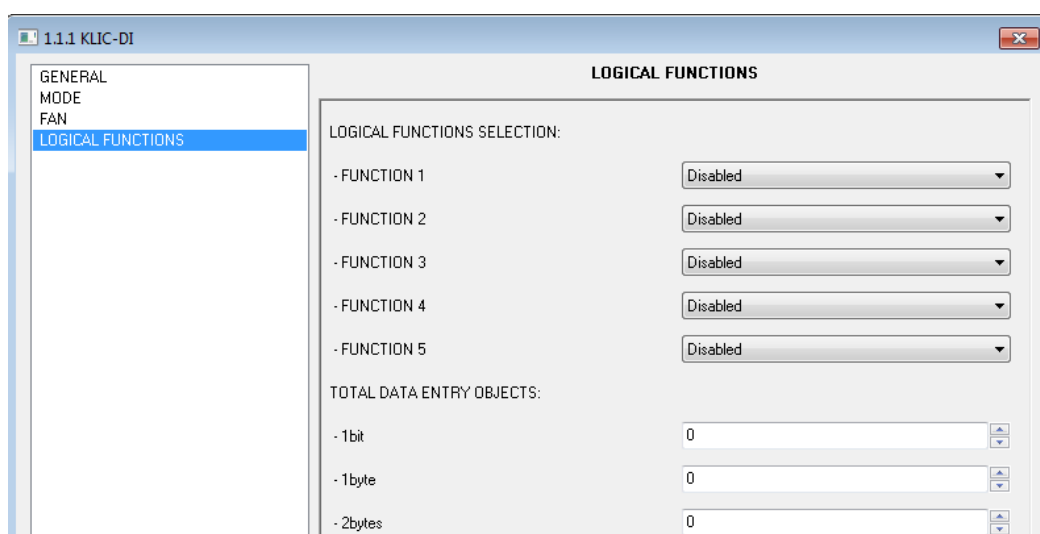 1.1.1 KLIC-DI
GENERAL
MODE
FAN
LOGICAL FUNCTIONS
LOGICAL FUNCTIONS
LOGICAL FUNCTIONS SELECTION:
- FUNCTION 1 Disabled
- FUNCTION 2 Disabled
- FUNCTION 3 Disabled
- FUNCTION 4 Disabled
- FUNCTION 5 Disabled
TOTAL DATA ENTRY OBJECTS:
- 1bit 0
- 1byte 0
- 2bytes 0